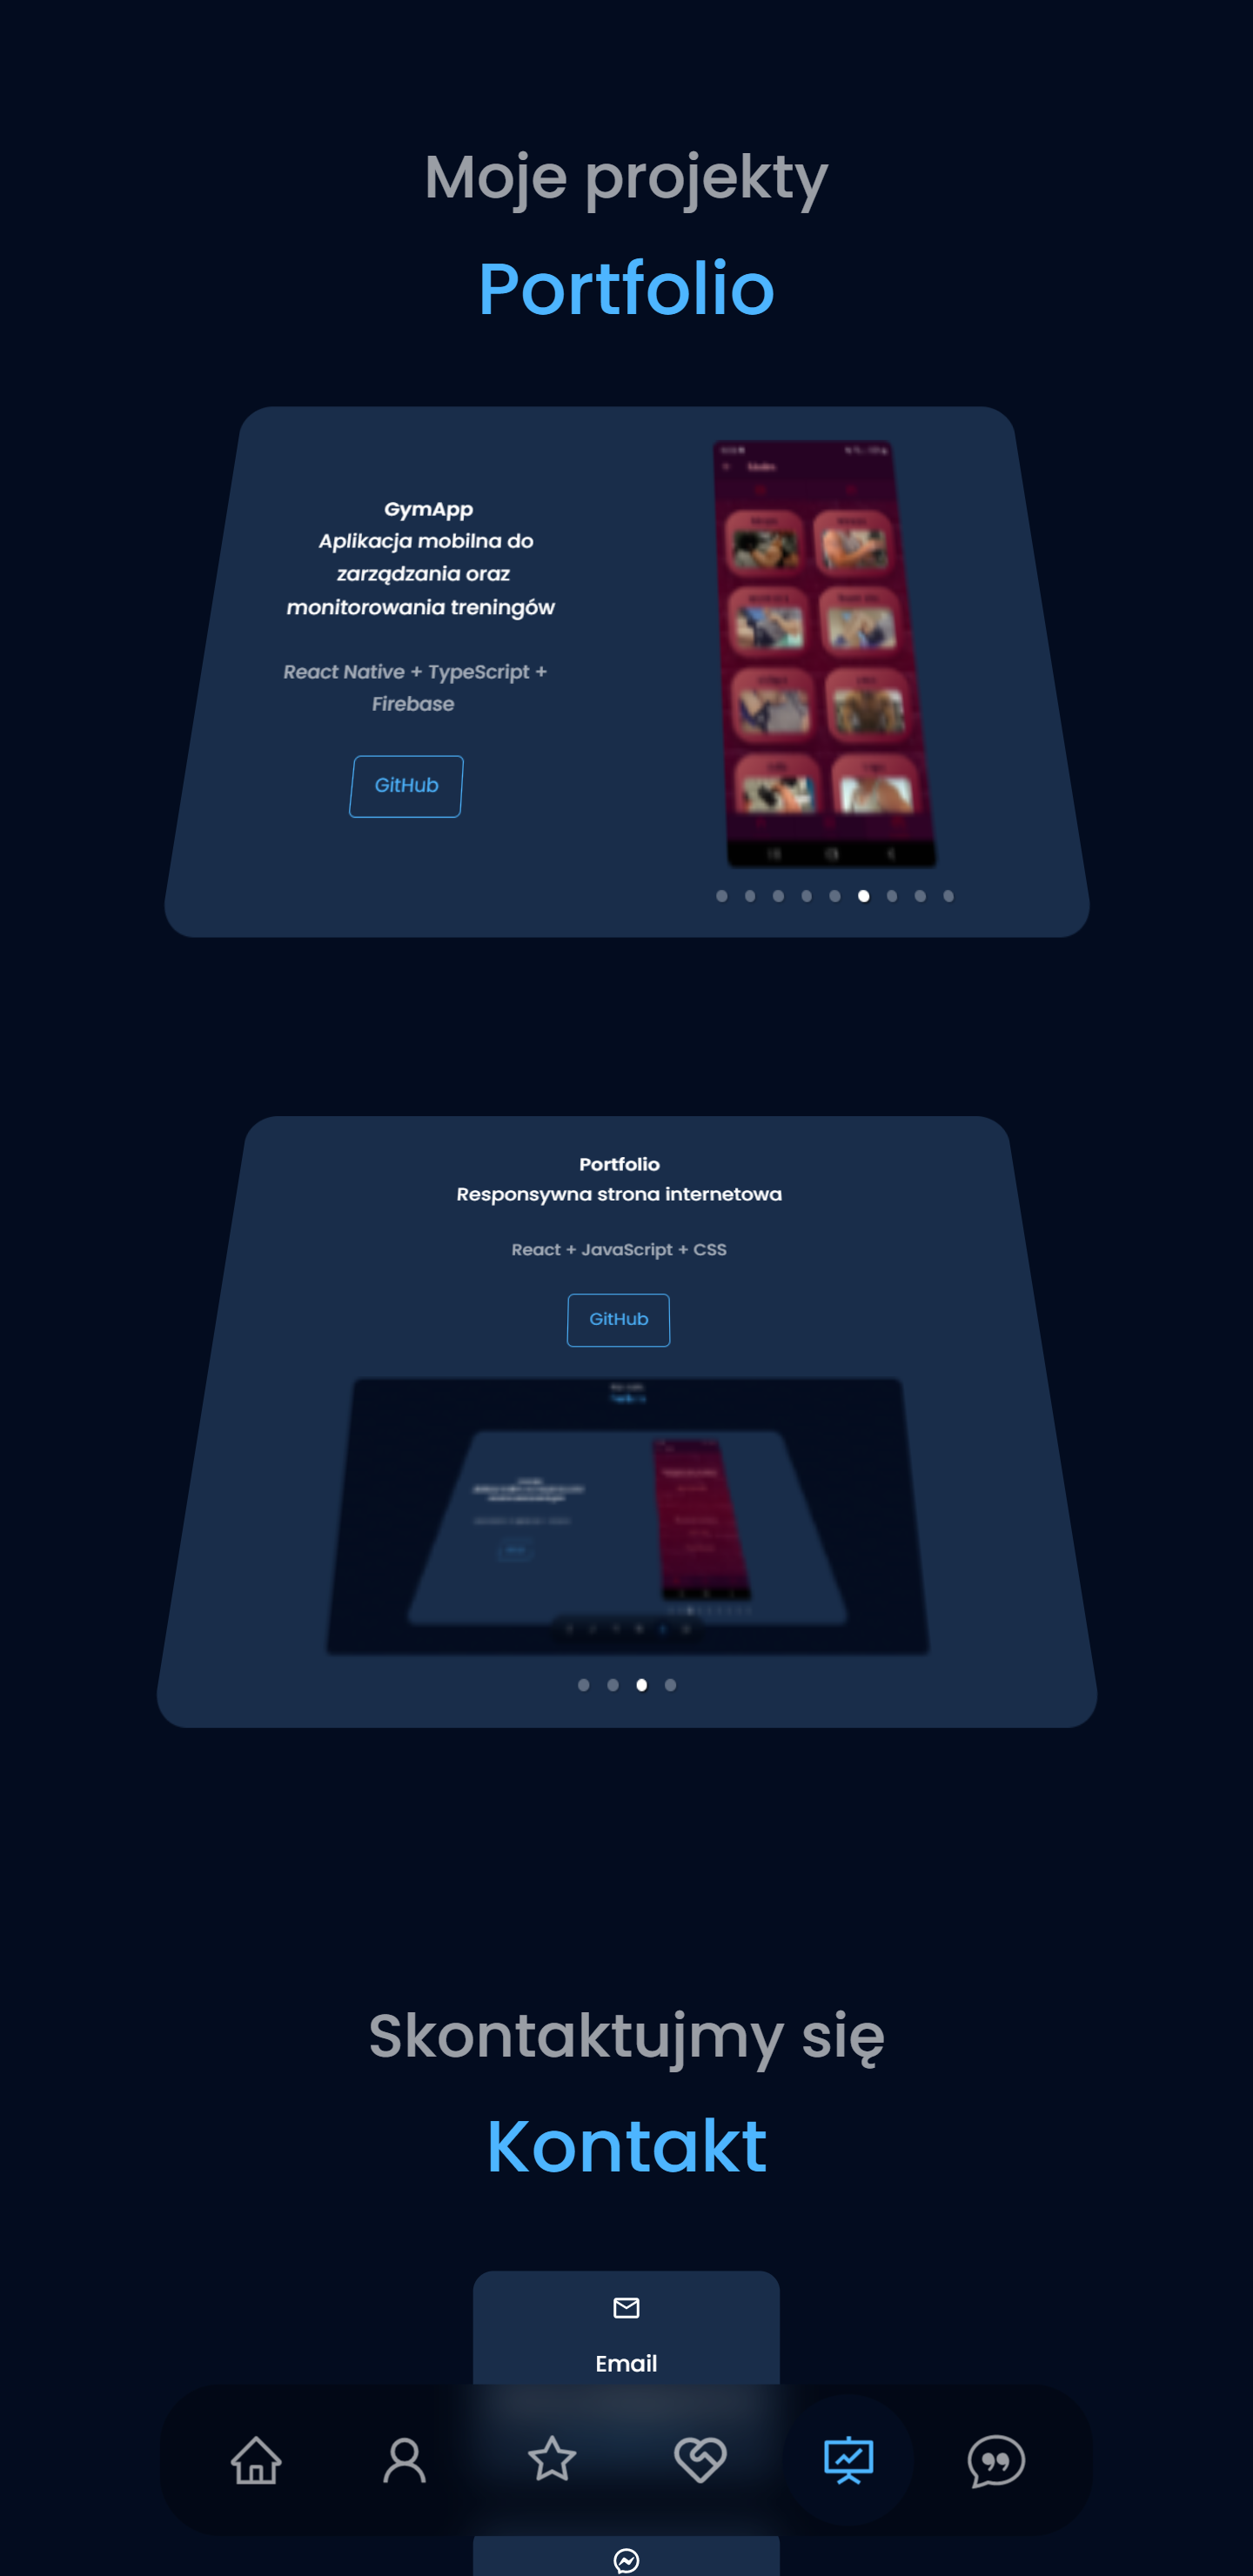 Moje projekty
Portfolio
GymApp
Aplikacja mobilna do
zarządzania oraz
monitorowania treningów
React Native + TypeScript +
Firebase
GitHub
Portfolio
Responsywna strona internetowa
React + JavaScript + CSS
GitHub
Skontaktujmy się
Kontakt
Email